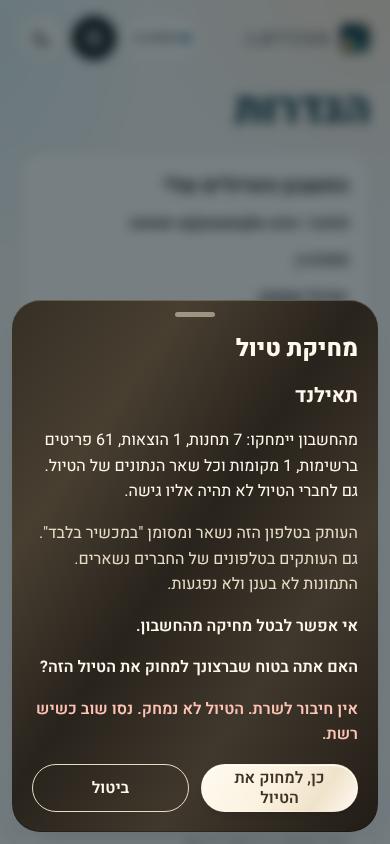 הגדרות
מחיקת טיול
תאילנד
מהחשבון יימחקו: 7 תחנות, 1 הוצאות, 61 פריטים
ברשימות, 1 מקומות וכל שאר הנתונים של הטיול.
גם לחברי הטיול לא תהיה אליו גישה.
העותק בטלפון הזה נשאר ומסומן "במכשיר בלבד".
גם העותקים בטלפונים של החברים נשארים.
התמונות לא בענן ולא נפגעות.
אי אפשר לבטל מחיקה מהחשבון.
האם אתה בטוח שברצונך למחוק את הטיול הזה?
אין חיבור לשרת. הטיול לא נמחק. נסו שוב כשיש
רשת.
כן, למחוק את
הטיול
ביטול